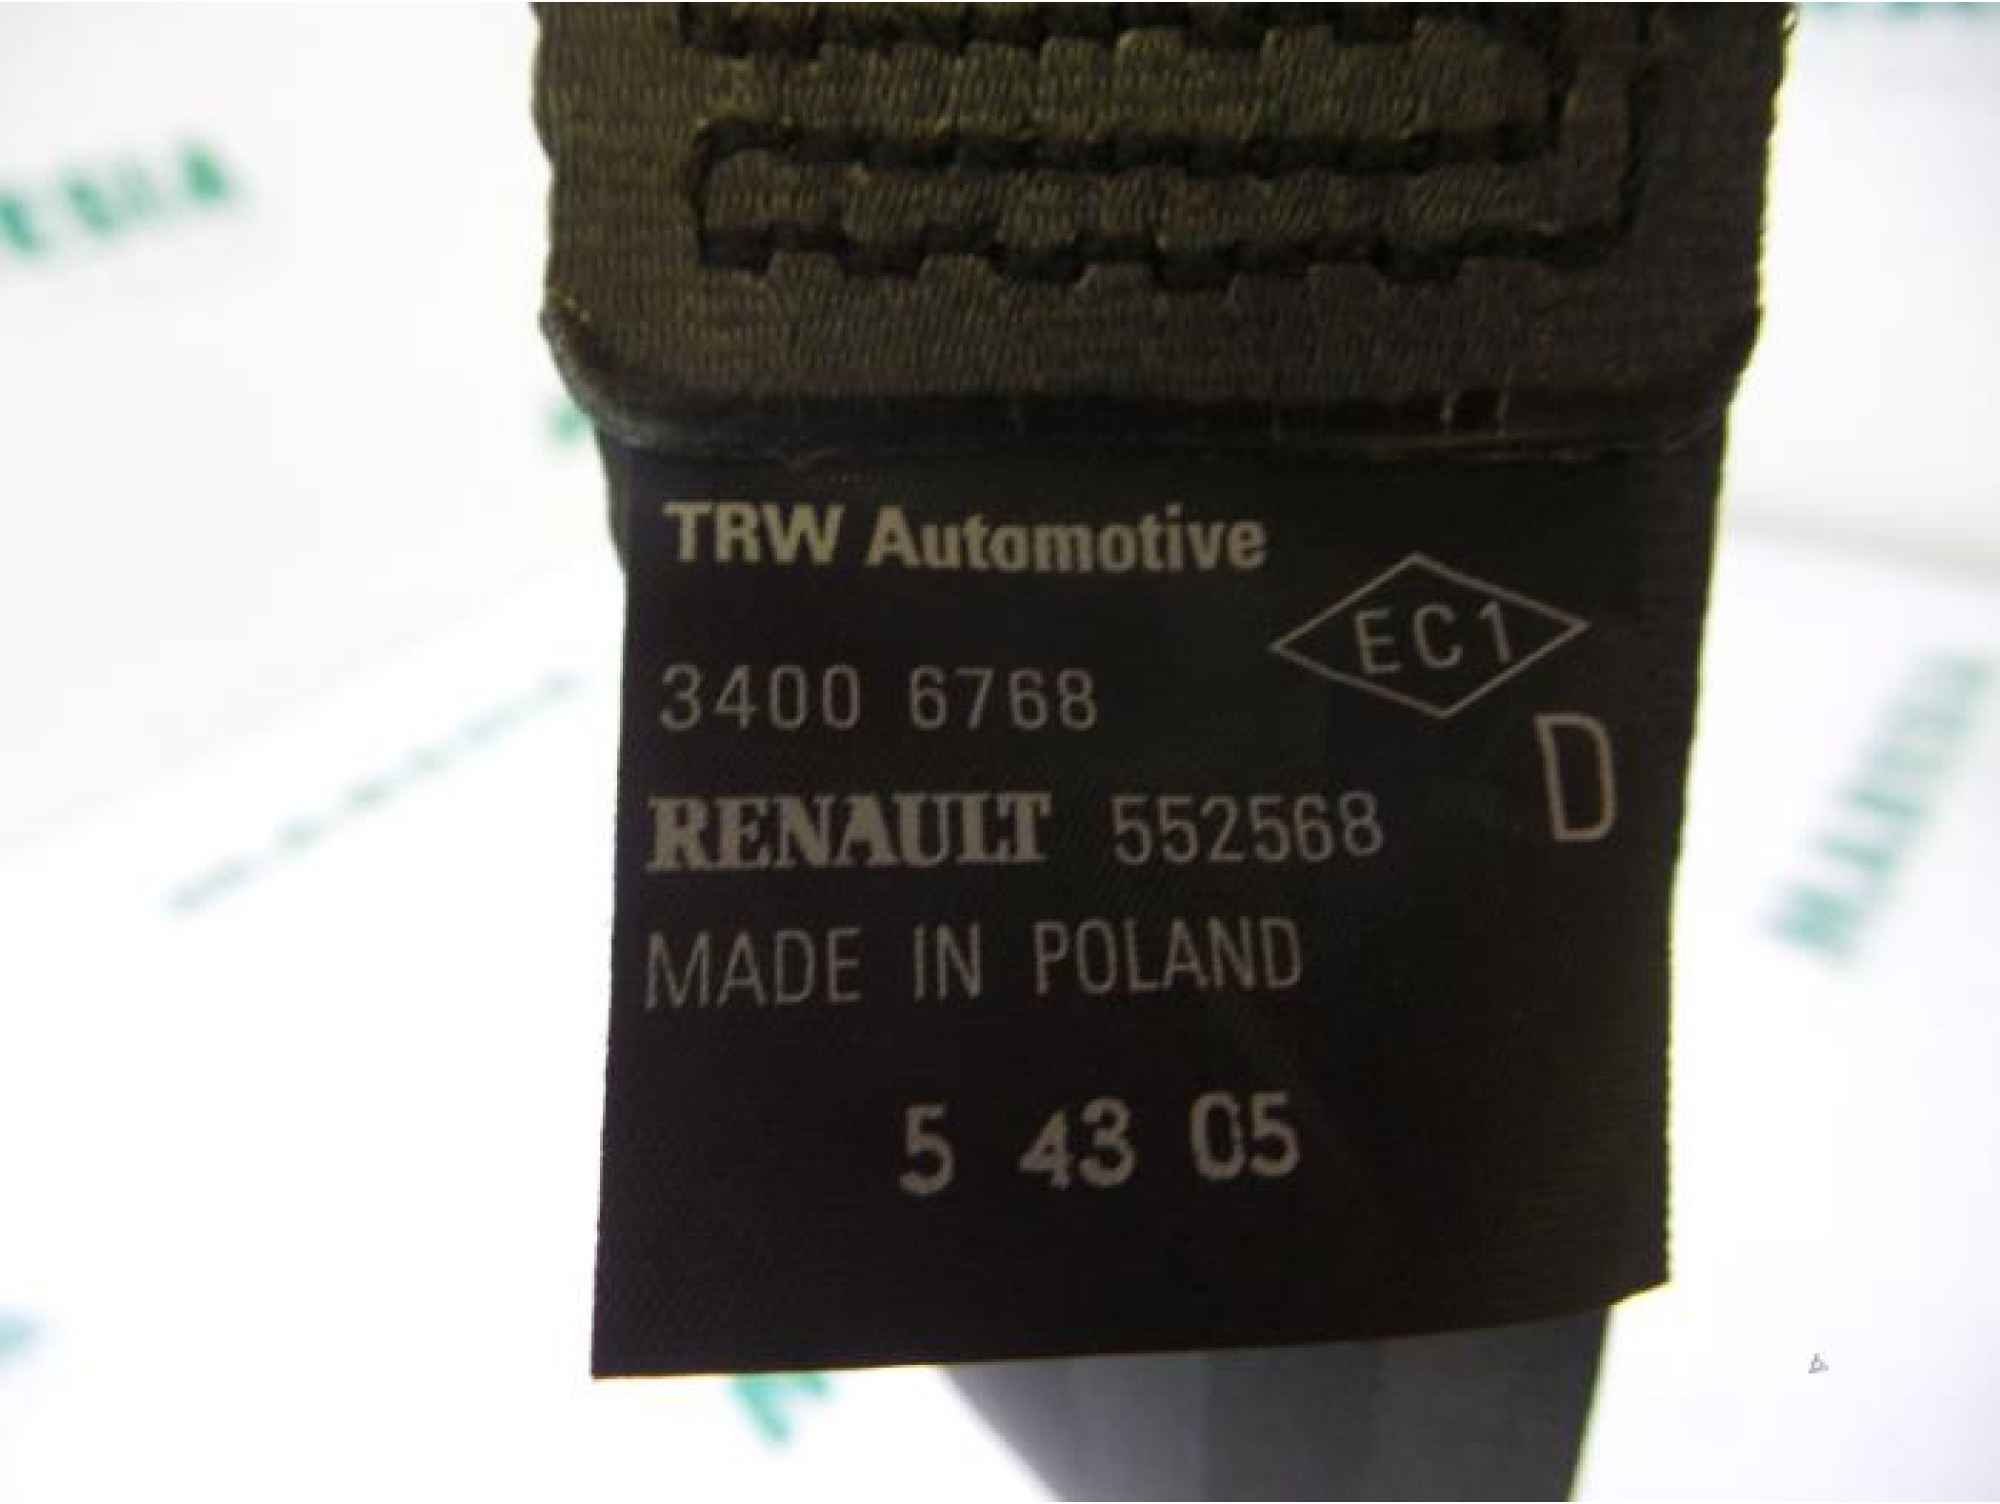 TRW Automotive
EC1
3400 6768
D
RENAULT 552568
MADE IN POLAND
5 43 05